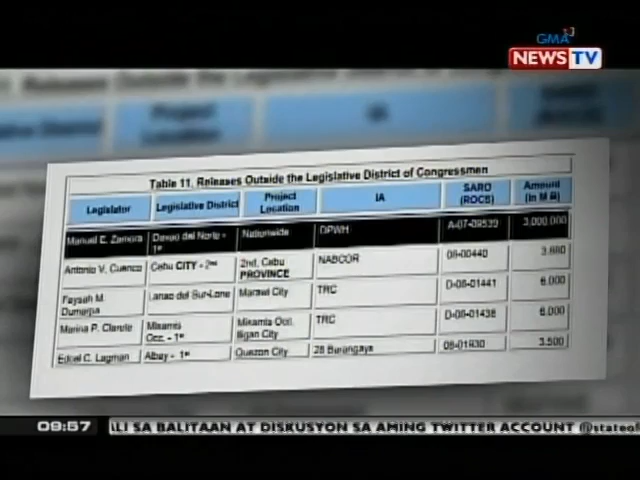 GMA
NEWS TV
Table 11. Releases Outside the Legislative District of Congressmen
Legislator Legislative District Project Location IA SARO (ROCS) Amount (In M ₱)
Manuel E. Zamora Davao del Norte - 1st Nationwide DPWH A-07-09539 3,000.000
Antonio V. Cuenco Cebu CITY - 2nd 2nd, Cebu PROVINCE NABCOR 08-00440
Faysah M. Dumarpa Lanao del Sur-Lone Marawi City TRC D-08-01441 6.000
Marina P. Clarete Misamis Occ. - 1st Misamis Occ. Iligan City TRC D-08-01438 6.000
Edcel C. Lagman Albay - 1st Quezon City 28 Barangays 3.500
09:57
ILI SA BALITAAN AT DISKUSYON SA AMING TWITTER ACCOUNT @stateof